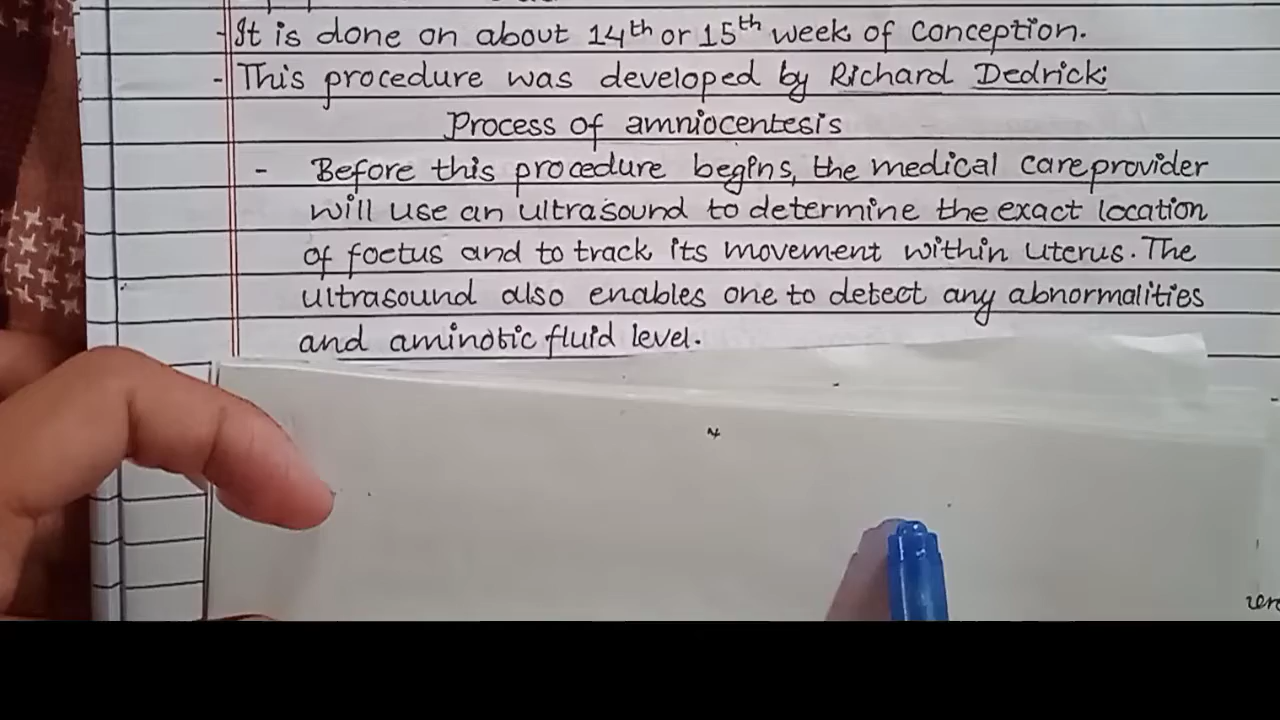 - It is done on about 14th or 15th week of conception.
- This procedure was developed by Richard Dedrick:
Process of amniocentesis
- Before this procedure begins, the medical care provider
will use an ultrasound to determine the exact location
of foetus and to track its movement within uterus. The
ultrasound also enables one to detect any abnormalities
and aminotic fluid level.